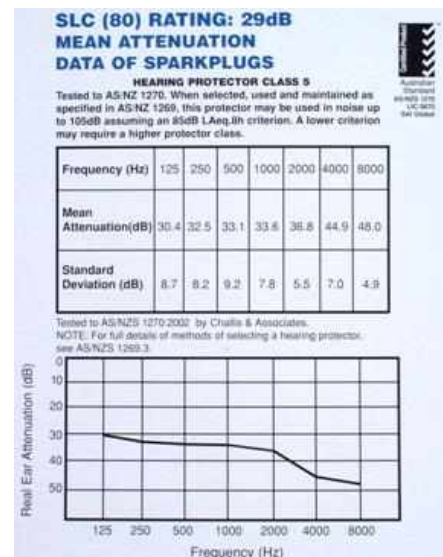 SLC (80) RATING: 29dB
MEAN ATTENUATION
DATA OF SPARKPLUGS
HEARING PROTECTOR CLASS 5
Tested to AS/NZ 1270. When selected, used and maintained as
specified in AS/NZ 1269, this protector may be used in noise up
to 105dB assuming an 85dB LAeq.8h criterion. A lower criterion
may require a higher protector class.
Australian
Standard
Frequency (Hz) 125 250 500 1000 2000 4000 8000
Mean
Attenuation(dB) 30.4 32.5 33.1 33.6 36.8 44.9 48.0
Standard
Deviation (dB) 8.7 8.2 9.2 7.8 5.5 7.0 4.9
Tested to AS/NZS 1270:2002 by Challis & Associates.
NOTE: For full details of methods of selecting a hearing protector,
see AS/NZS 1269.3.
Real Ear Attenuation (dB)
0
10
20
30
40
50
125 250 500 1000 2000 4000 8000
Frequency (Hz)